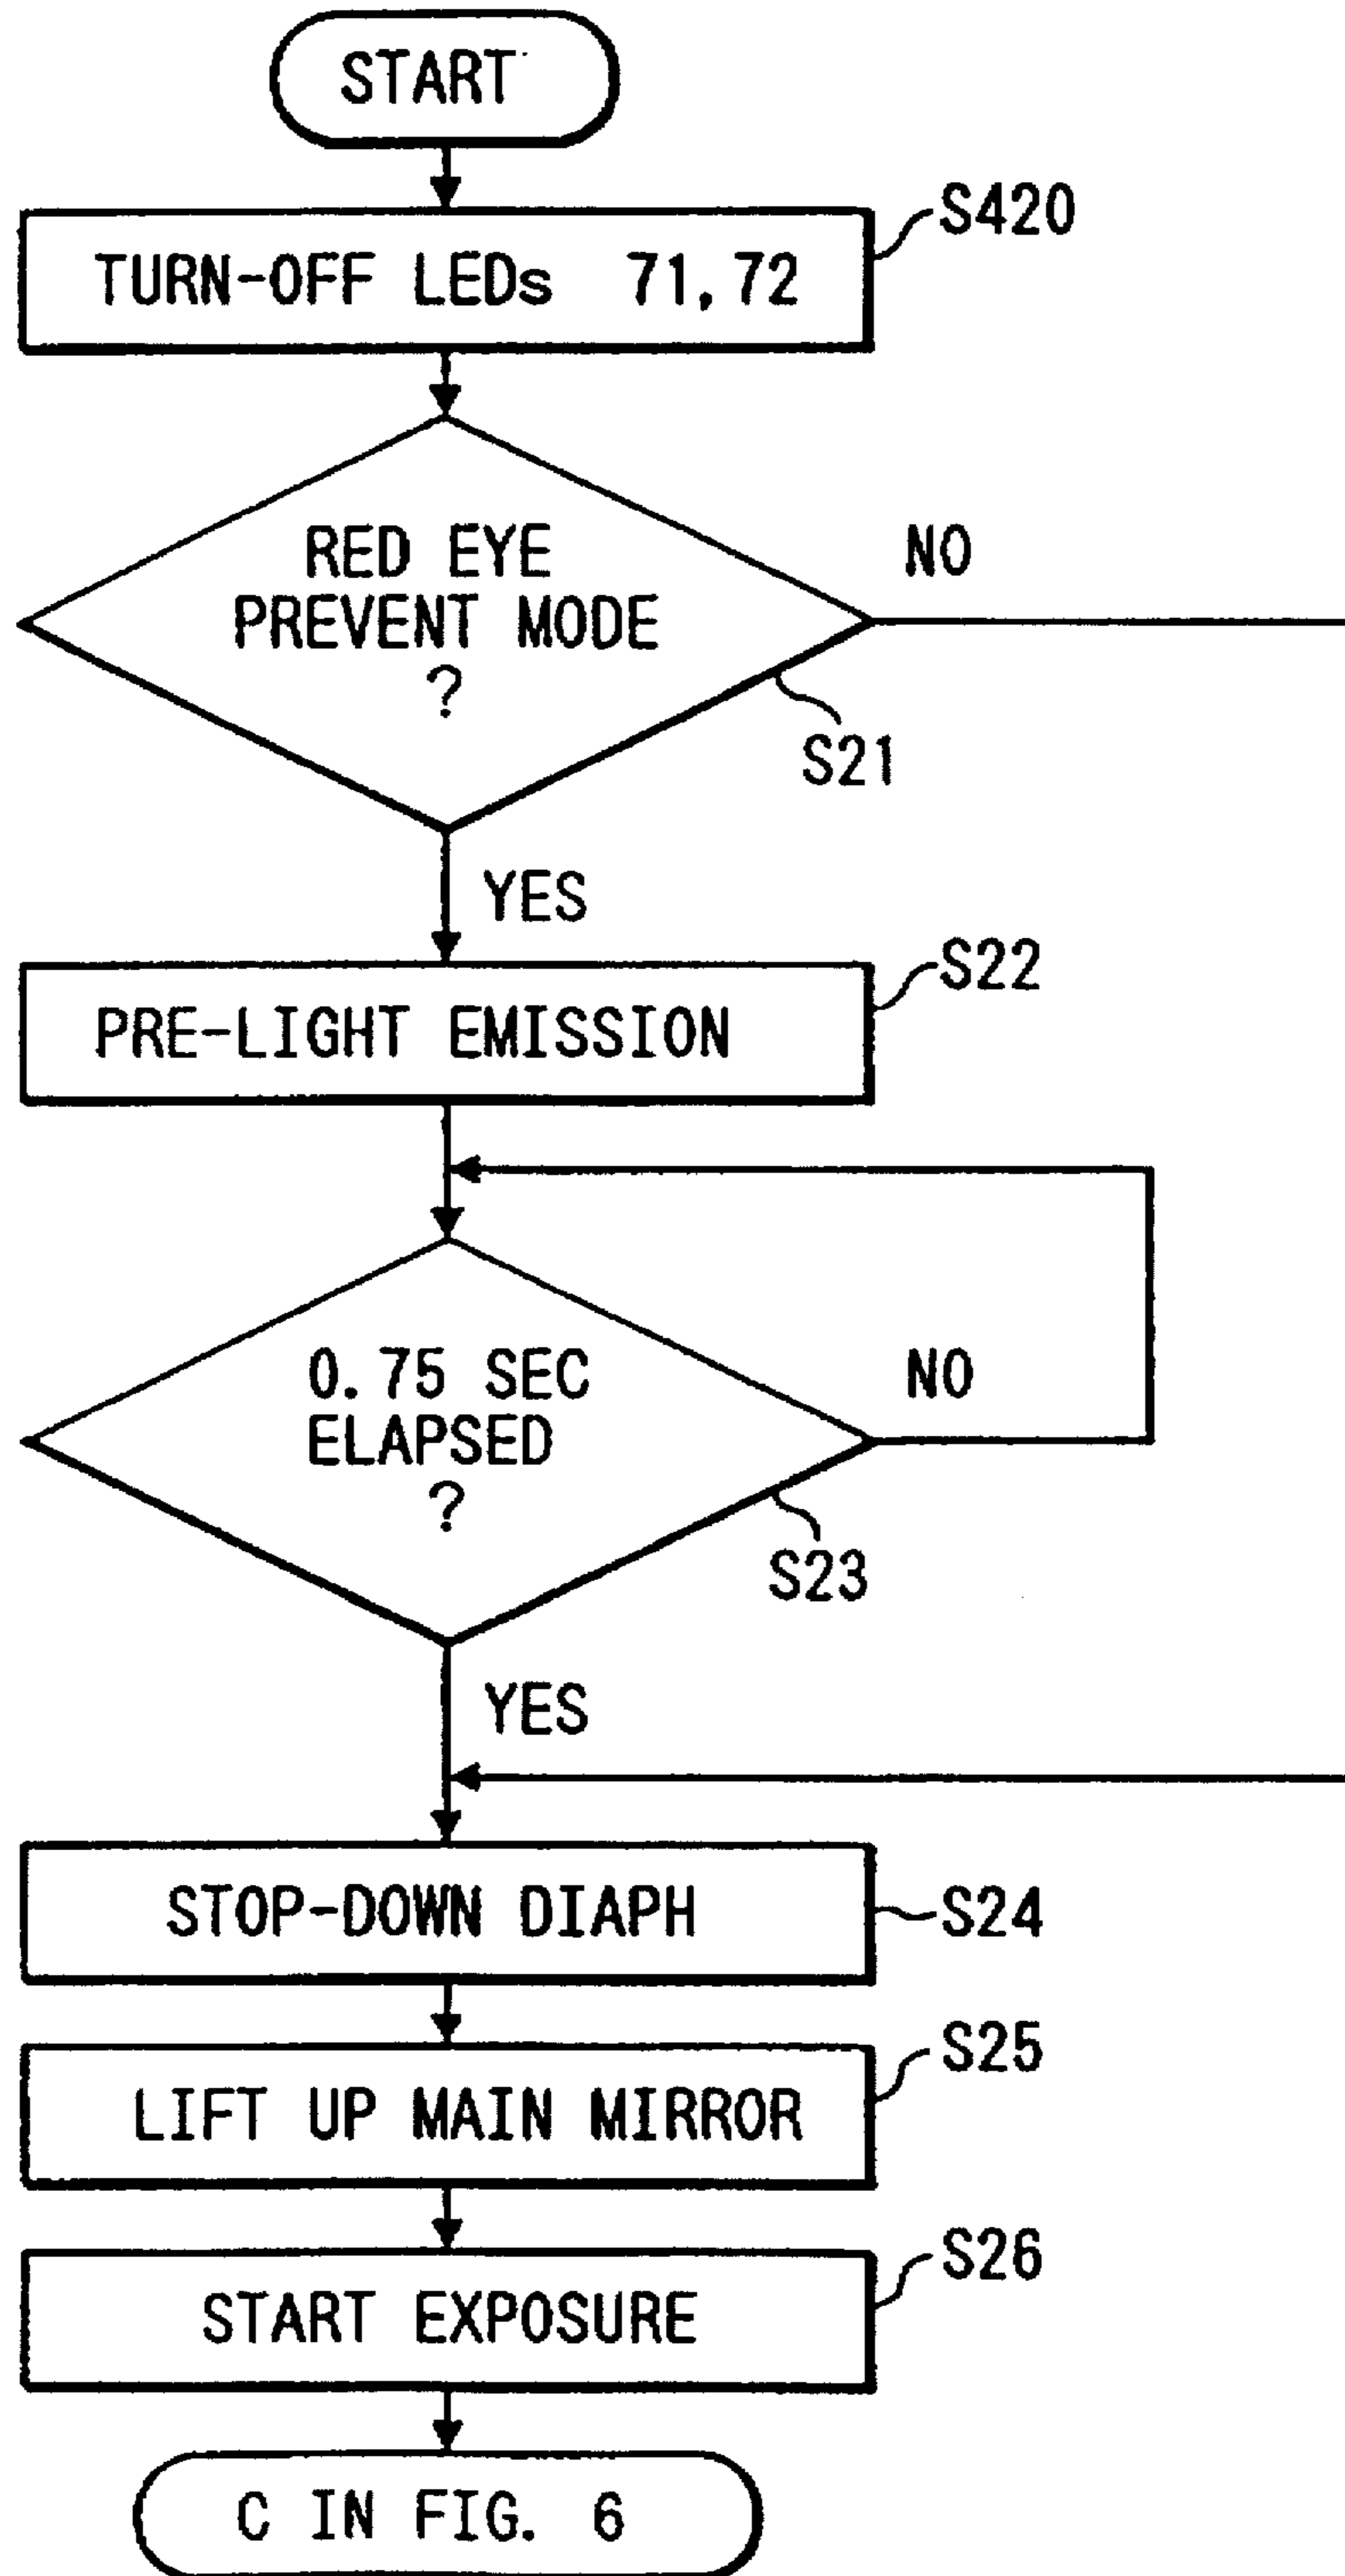 START
S420
TURN-OFF LEDs 71, 72
RED EYE
PREVENT MODE
?
NO
S21
YES
S22
PRE-LIGHT EMISSION
0.75 SEC
ELAPSED
?
NO
S23
YES
STOP-DOWN DIAPH
S24
S25
LIFT UP MAIN MIRROR
S26
START EXPOSURE
C IN FIG. 6